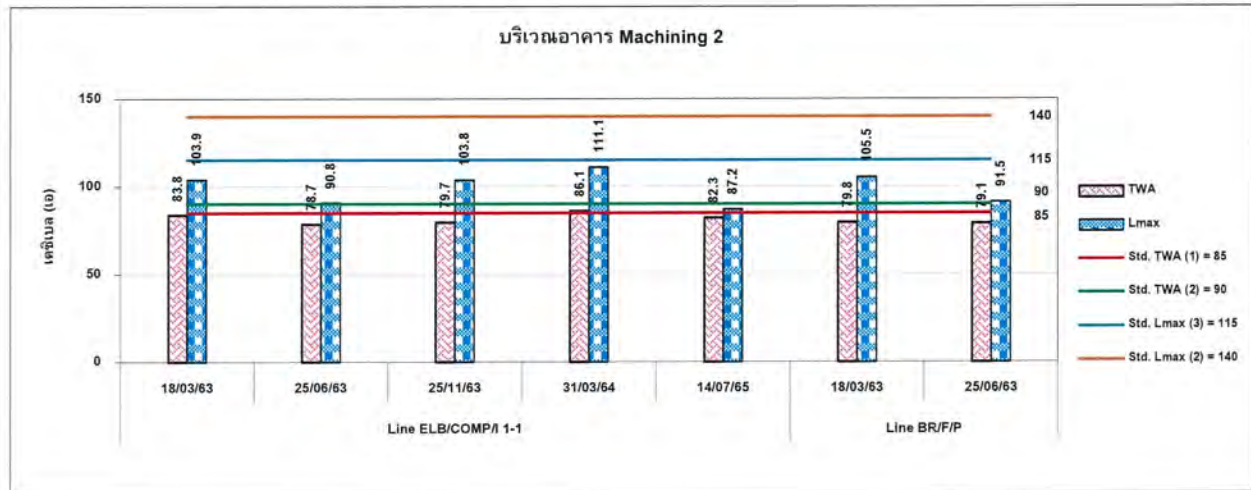 บริเวณอาคาร Machining 2
เดซิเบล (เอ)
150
100
50
0
83.8
103.9
78.7
90.8
79.7
103.8
86.1
111.1
82.3
87.2
79.8
105.5
79.1
91.5
140
115
90
85
18/03/63
25/06/63
25/11/63
31/03/64
14/07/65
18/03/63
25/06/63
Line ELB/COMP/I 1-1
Line BR/F/P
TWA
Lmax
Std. TWA (1) = 85
Std. TWA (2) = 90
Std. Lmax (3) = 115
Std. Lmax (2) = 140